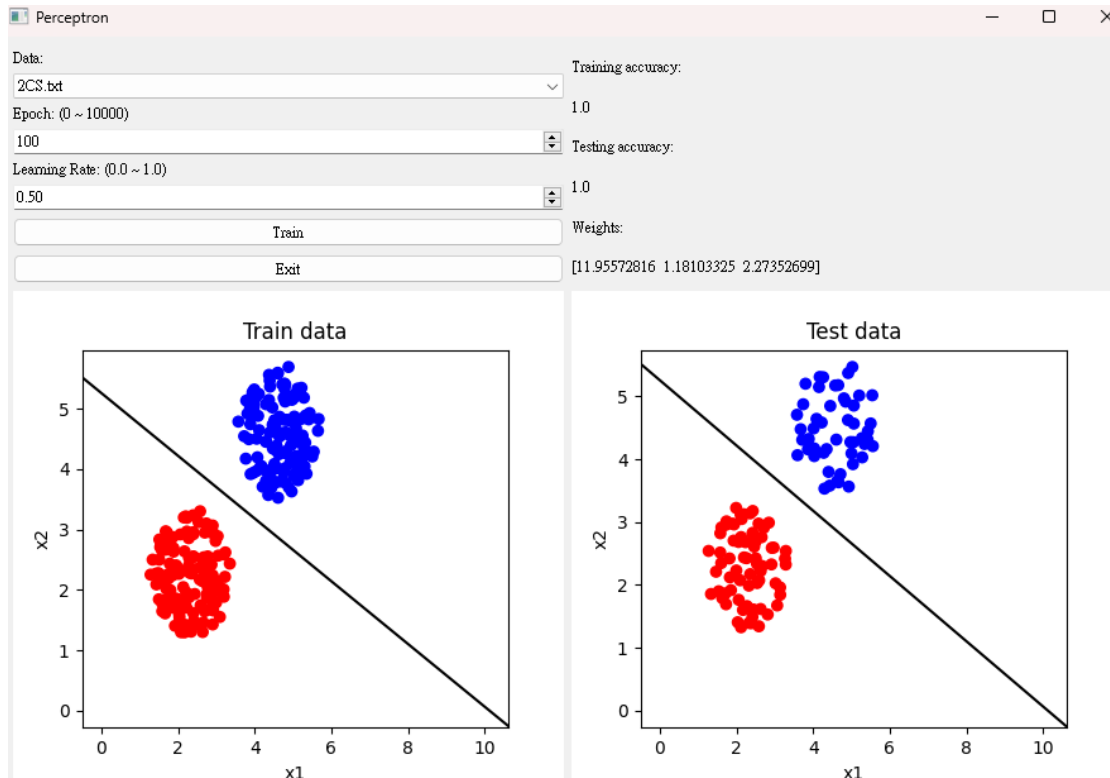 Perceptron
Data:
2CS.txt
Epoch: (0 ~ 10000)
100
Learning Rate: (0.0 ~ 1.0)
0.50
Train
Exit
Training accuracy:
1.0
Testing accuracy:
1.0
Weights:
[11.95572816 1.18103325 2.27352699]
Train data
5
4
3
2
1
0
x2
0 2 4 6 8 10
x1
Test data
5
4
3
2
1
0
x2
0 2 4 6 8 10
x1